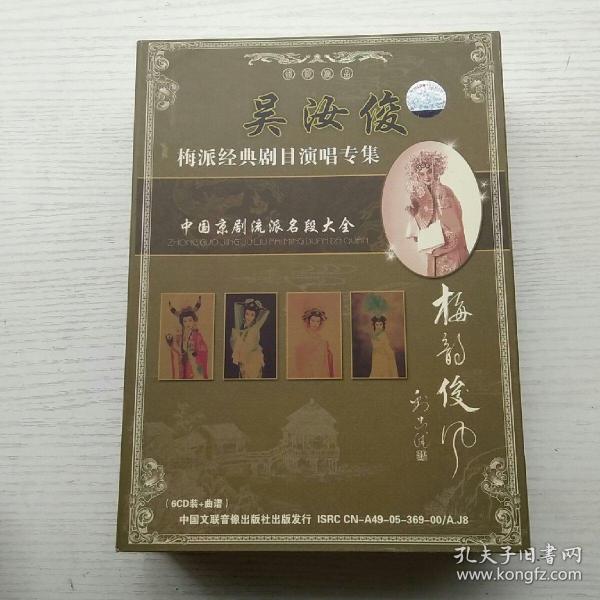 吴汝俊
梅派经典剧目演唱专集
中国京剧流派名段大全
ZHONG GUO JING JU LIU PAI MING DUAN DA QUAN
梅韵俊风
（6CD装+曲谱）
中国文联音像出版社出版发行 ISRC CN-A49-05-369-00/A.J8
孔夫子旧书网
www.kongfz.com